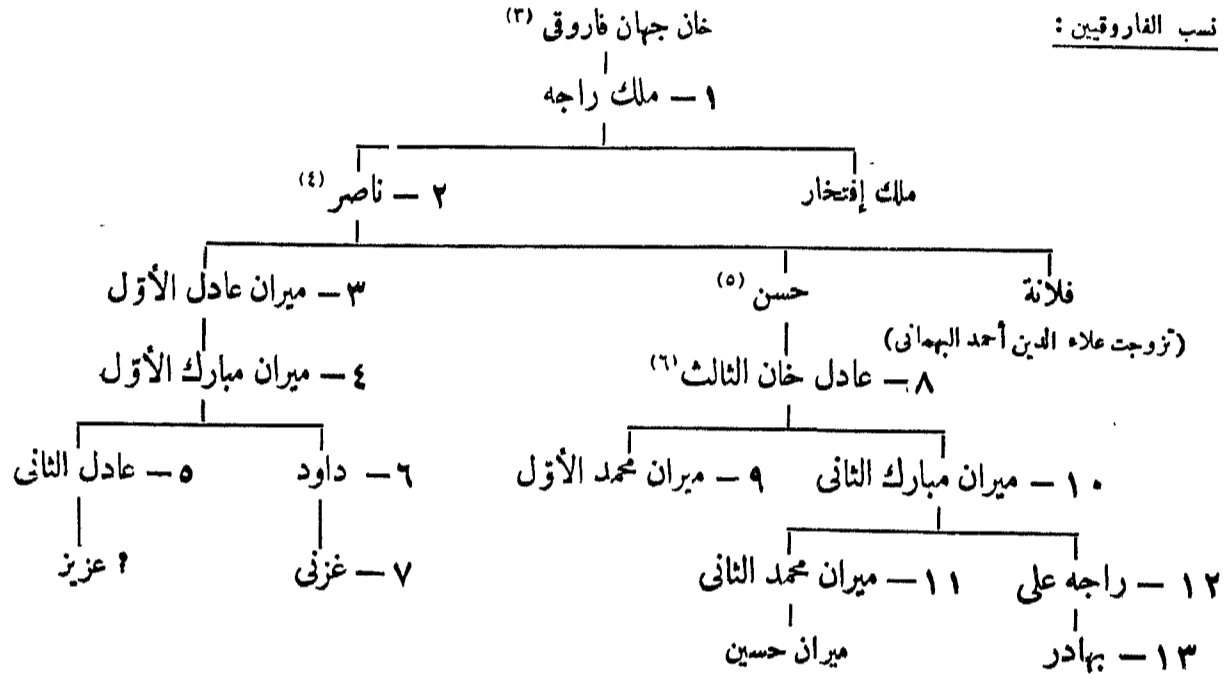 نسب الفاروقيين :
خان جهان فاروقى (٣)
١ – ملك راجه
ملك إفتخار
٢ – ناصر (٤)
فلانة
حسن (٥)
٣ – ميران عادل الأوّل
(تزوجت علاء الدين أحمد البهمانى)
٨ – عادل خان الثالث (٦)
٤ – ميران مبارك الأوّل
١٠ – ميران مبارك الثانى
٩ – ميران محمد الأوّل
٦ – داود
٥ – عادل الثانى
١٢ – راجه على
١١ – ميران محمد الثانى
٧ – غزنى
؟ عزيز
١٣ – بهادر
ميران حسين